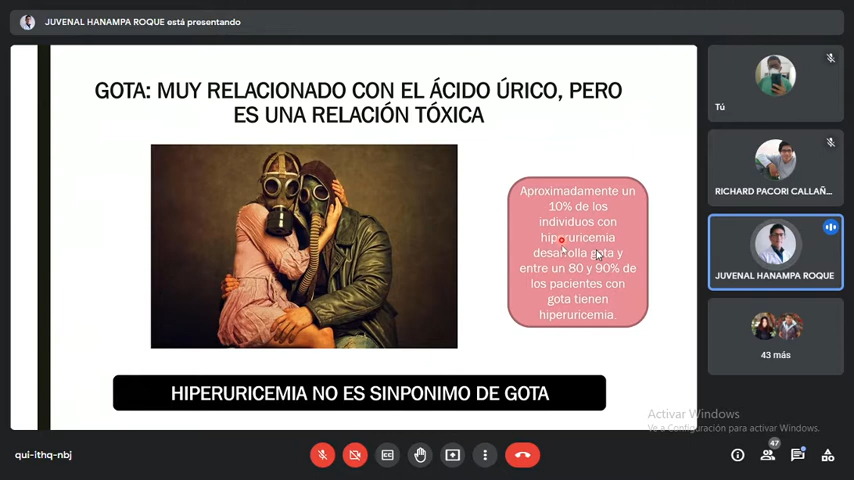 JUVENAL HANAMPA ROQUE está presentando
GOTA: MUY RELACIONADO CON EL ÁCIDO ÚRICO, PERO
ES UNA RELACIÓN TÓXICA
Aproximadamente un
10% de los
individuos con
hiperuricemia
desarrolla gota y
entre un 80 y 90% de
los pacientes con
gota tienen
hiperuricemia.
HIPERURICEMIA NO ES SINPONIMO DE GOTA
Tú
RICHARD PACORI CALLAÑ...
JUVENAL HANAMPA ROQUE
43 más
Activar Windows
Ve a Configuración para activar Windows.
qui-ithq-nbj
CC
47